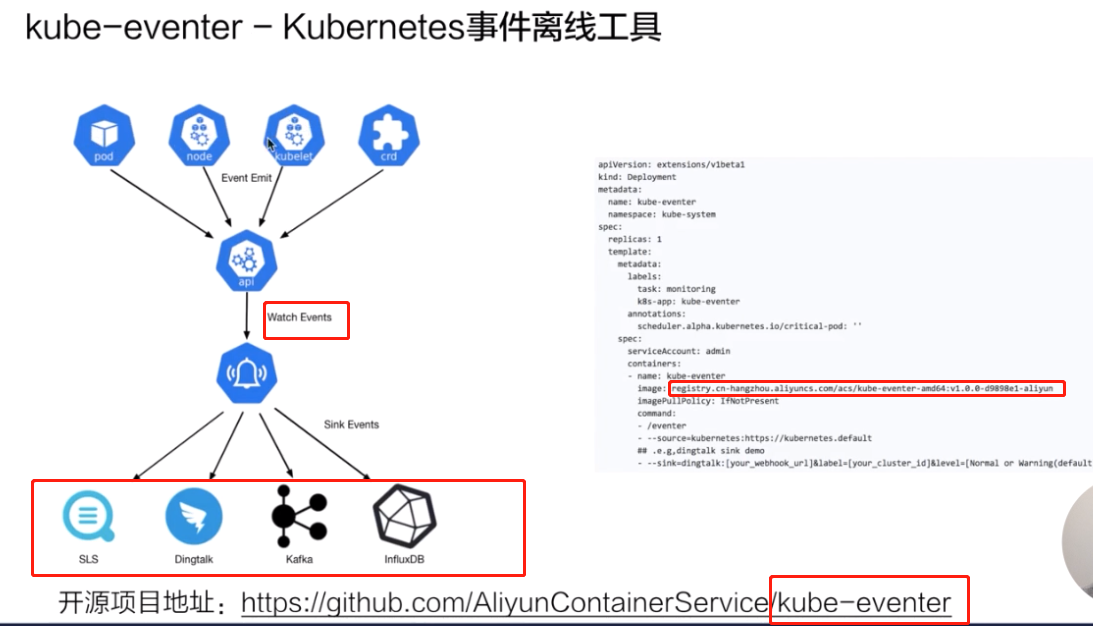 kube-eventer – Kubernetes事件离线工具
pod
node
kubelet
crd
Event Emit
api
Watch Events
Sink Events
SLS
Dingtalk
Kafka
InfluxDB
apiVersion: extensions/v1beta1
kind: Deployment
metadata:
  name: kube-eventer
  namespace: kube-system
spec:
  replicas: 1
  template:
    metadata:
      labels:
        task: monitoring
        k8s-app: kube-eventer
      annotations:
        scheduler.alpha.kubernetes.io/critical-pod: ''
    spec:
      serviceAccount: admin
      containers:
      - name: kube-eventer
        image: registry.cn-hangzhou.aliyuncs.com/acs/kube-eventer-amd64:v1.0.0-d9898e1-aliyun
        imagePullPolicy: IfNotPresent
        command:
        - /eventer
        - --source=kubernetes:https://kubernetes.default
        ## .e.g,dingtalk sink demo
        - --sink=dingtalk:[your_webhook_url]&label=[your_cluster_id]&level=[Normal or Warning(default
开源项目地址：https://github.com/AliyunContainerService/kube-eventer